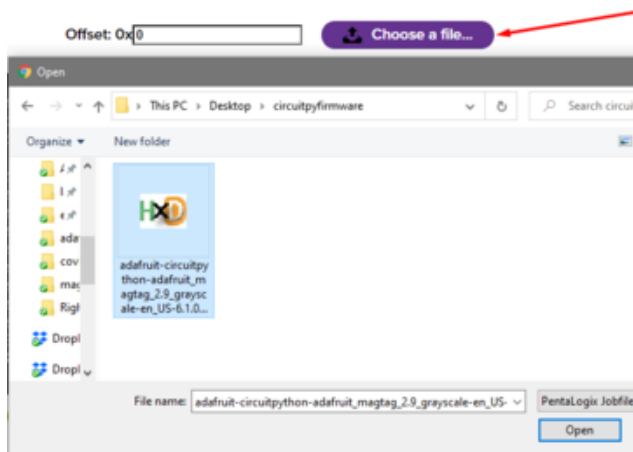 Offset: 0x 0
Choose a file...
Open
This PC > Desktop > circuitpyfirmware
Search circui
Organize
New folder
ada
cov
mag
Righ
Dropl
Dropl
HxD
adafruit-circuitpy
thon-adafruit_m
agtag_2.9_graysc
ale-en_US-6.1.0...
File name: adafruit-circuitpython-adafruit_magtag_2.9_grayscale-en_US-
PentaLogix Jobfile
Open